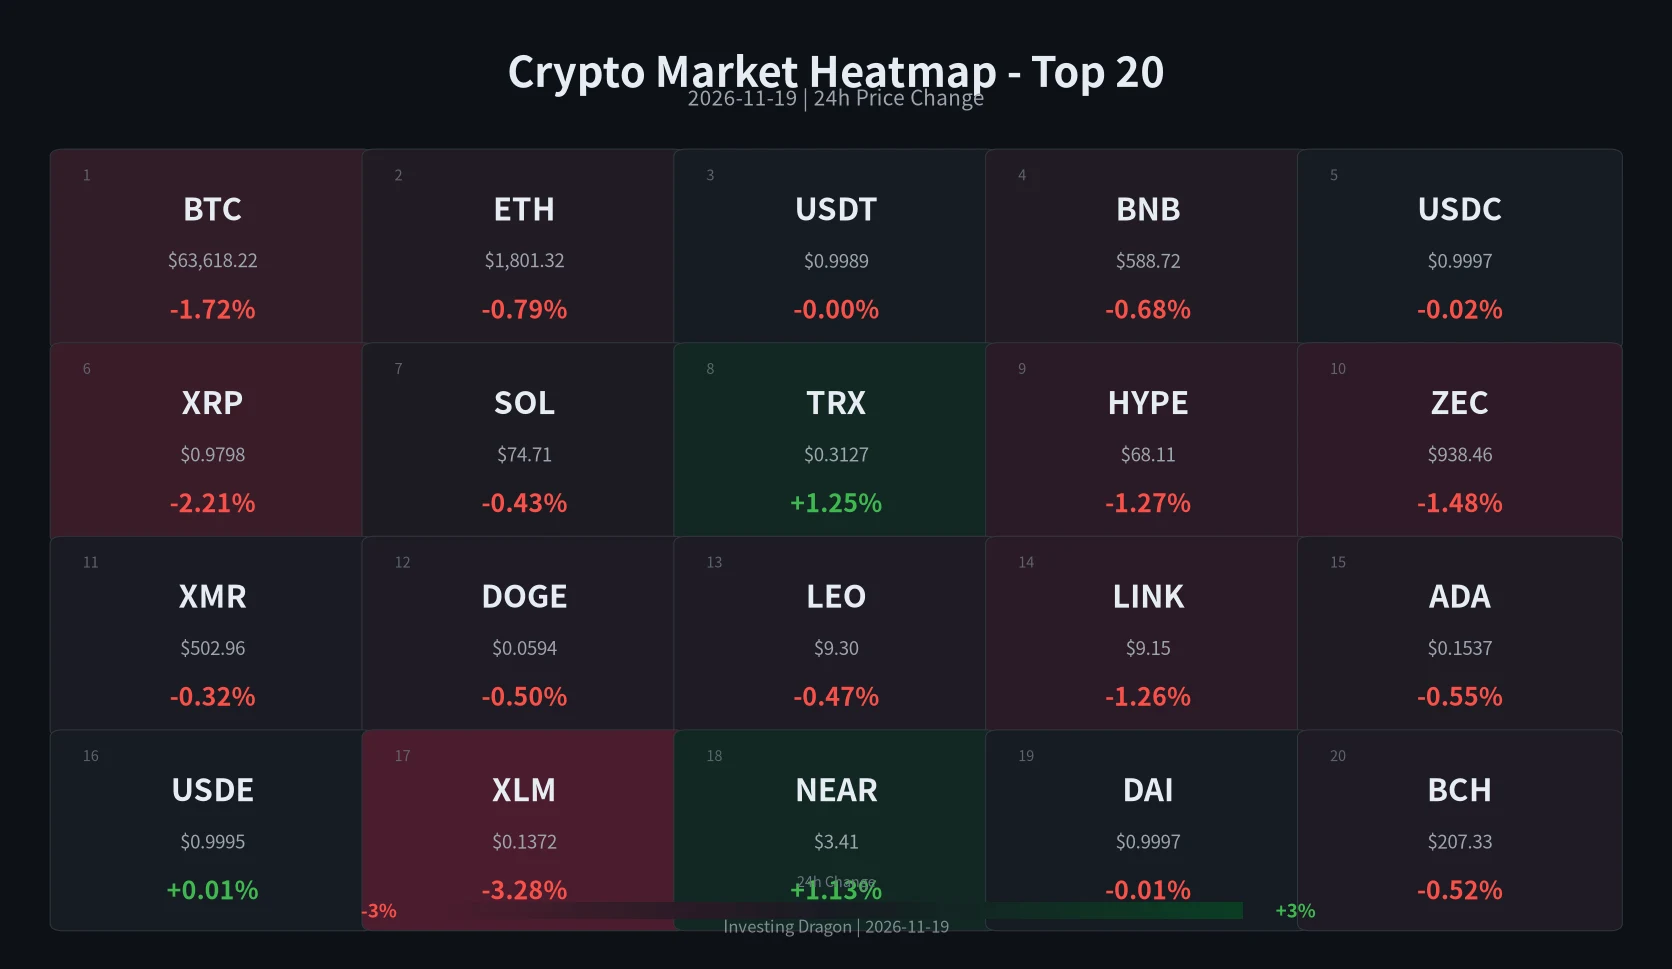 Crypto Market Heatmap - Top 20
2026-11-19 | 24h Price Change
1
BTC
$63,618.22
-1.72%
2
ETH
$1,801.32
-0.79%
3
USDT
$0.9989
-0.00%
4
BNB
$588.72
-0.68%
5
USDC
$0.9997
-0.02%
6
XRP
$0.9798
-2.21%
7
SOL
$74.71
-0.43%
8
TRX
$0.3127
+1.25%
9
HYPE
$68.11
-1.27%
10
ZEC
$938.46
-1.48%
11
XMR
$502.96
-0.32%
12
DOGE
$0.0594
-0.50%
13
LEO
$9.30
-0.47%
14
LINK
$9.15
-1.26%
15
ADA
$0.1537
-0.55%
16
USDE
$0.9995
+0.01%
17
XLM
$0.1372
-3.28%
18
NEAR
$3.41
+1.13%
19
DAI
$0.9997
-0.01%
20
BCH
$207.33
-0.52%
24h Change
-3%
+3%
Investing Dragon | 2026-11-19